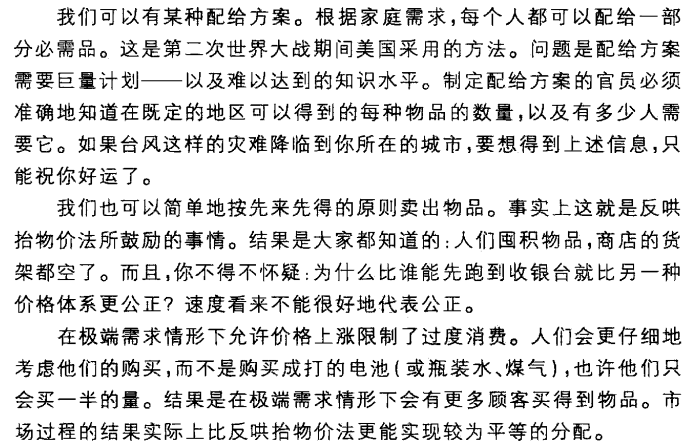 我们可以有某种配给方案。根据家庭需求,每个人都可以配给一部
分必需品。这是第二次世界大战期间美国采用的方法。问题是配给方案
需要巨量计划——以及难以达到的知识水平。制定配给方案的官员必须
准确地知道在既定的地区可以得到的每种物品的数量,以及有多少人需
要它。如果台风这样的灾难降临到你所在的城市,要想得到上述信息,只
能祝你好运了。
我们也可以简单地按先来先得的原则卖出物品。事实上这就是反哄
抬物价法所鼓励的事情。结果是大家都知道的:人们囤积物品,商店的货
架都空了。而且,你不得不怀疑:为什么比谁能先跑到收银台就比另一种
价格体系更公正？速度看来不能很好地代表公正。
在极端需求情形下允许价格上涨限制了过度消费。人们会更仔细地
考虑他们的购买,而不是购买成打的电池(或瓶装水、煤气),也许他们只
会买一半的量。结果是在极端需求情形下会有更多顾客买得到物品。市
场过程的结果实际上比反哄抬物价法更能实现较为平等的分配。